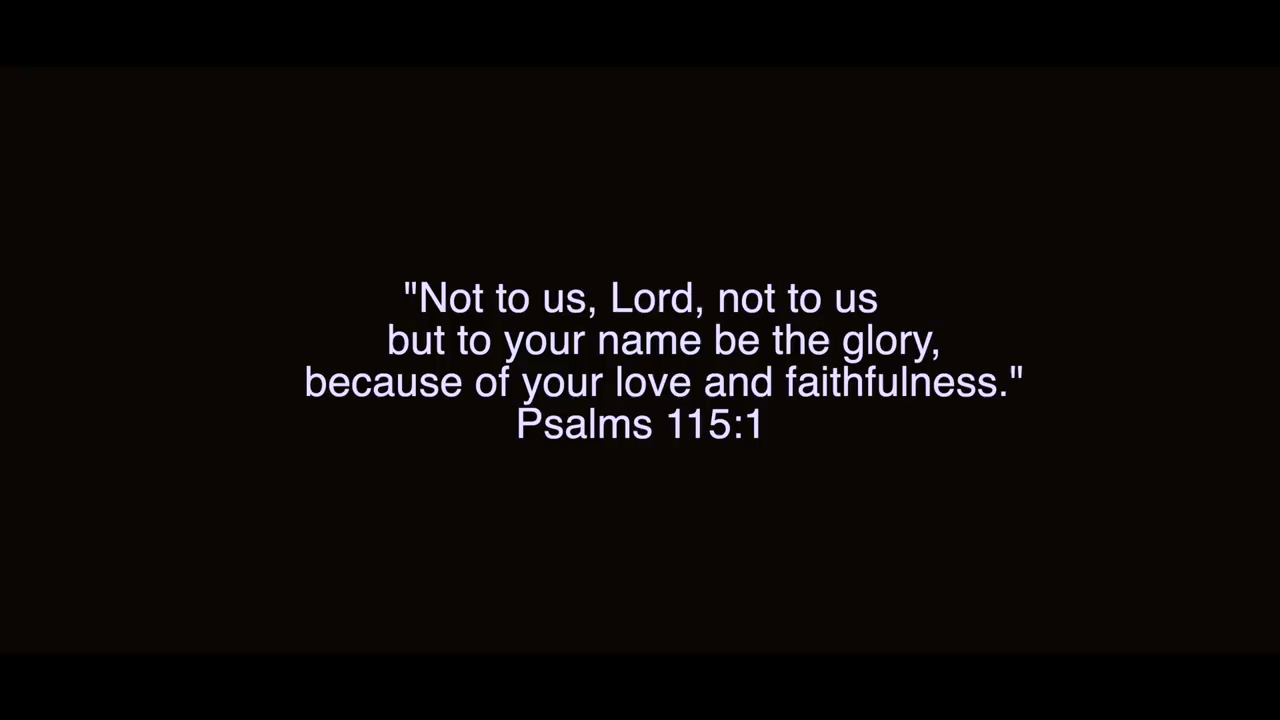 "Not to us, Lord, not to us
but to your name be the glory,
because of your love and faithfulness."
Psalms 115:1